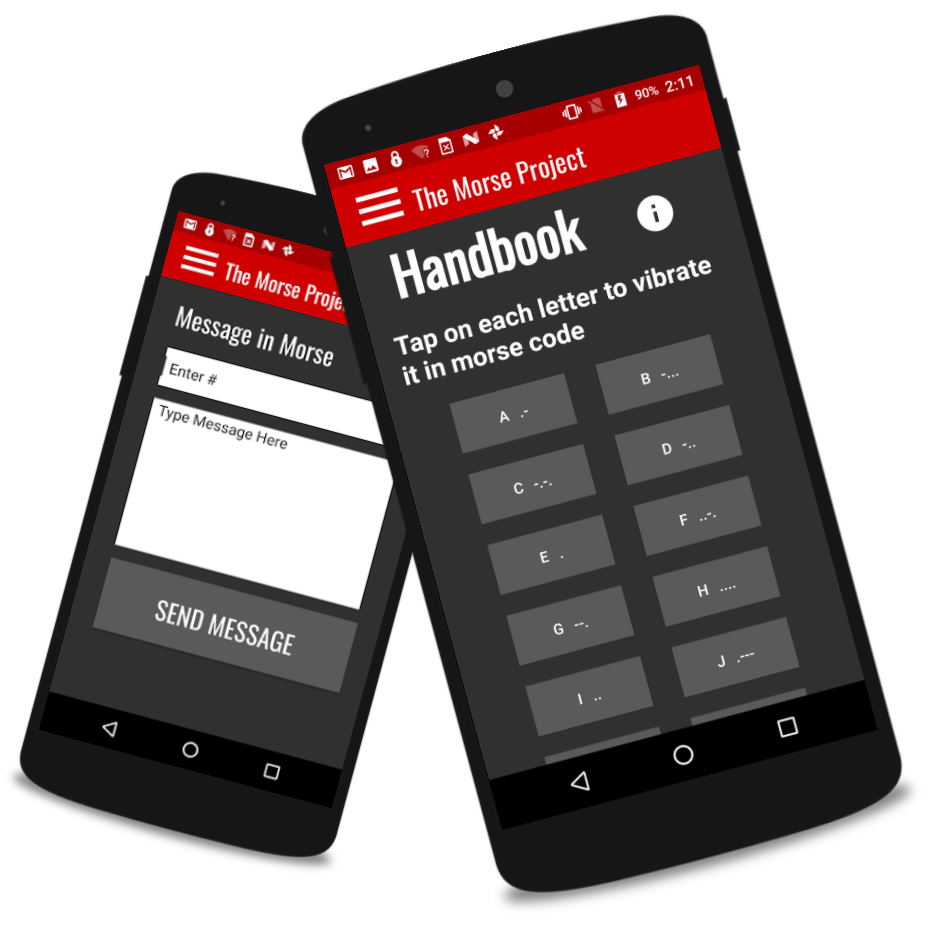 The Morse Proje
Message in Morse
Enter #
Type Message Here
SEND MESSAGE
90% 2:11
The Morse Project
Handbook
Tap on each letter to vibrate
it in morse code
A .-
B -...
C -.-.
D -..
E .
F ..-.
G --.
H ....
I ..
J .---